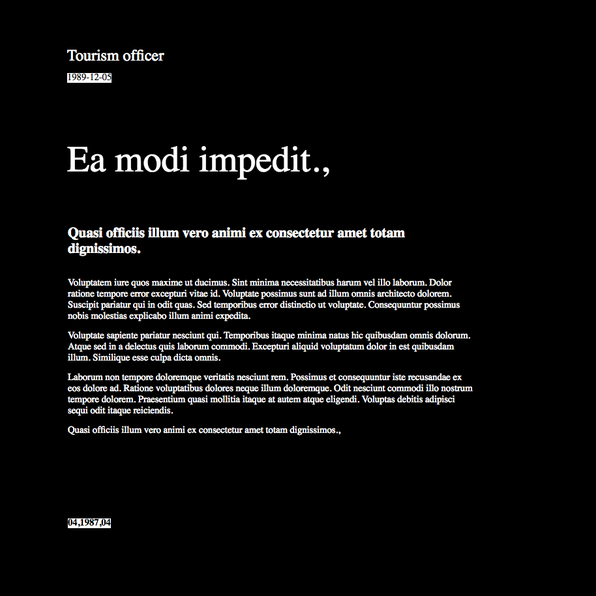 Tourism officer
1989-12-05
Ea modi impedit.,
Quasi officiis illum vero animi ex consectetur amet totam
dignissimos.
Voluptatem iure quos maxime ut ducimus. Sint minima necessitatibus harum vel illo laborum. Dolor
ratione tempore error excepturi vitae id. Voluptate possimus sunt ad illum omnis architecto dolorem.
Suscipit pariatur qui in odit quas. Sed temporibus error distinctio ut voluptate. Consequuntur possimus
nobis molestias explicabo illum animi expedita.
Voluptate sapiente pariatur nesciunt qui. Temporibus itaque minima natus hic quibusdam omnis dolorum.
Atque sed in a delectus quis laborum commodi. Excepturi aliquid voluptatum dolor in est quibusdam
illum. Similique esse culpa dicta omnis.
Laborum non tempore doloremque veritatis nesciunt rem. Possimus et consequuntur iste recusandae ex
eos dolore ad. Ratione voluptatibus dolores neque illum doloremque. Odit nesciunt commodi illo nostrum
tempore dolorem. Praesentium quasi mollitia itaque at autem atque eligendi. Voluptas debitis adipisci
sequi odit itaque reiciendis.
Quasi officiis illum vero animi ex consectetur amet totam dignissimos.,
04,1987,04